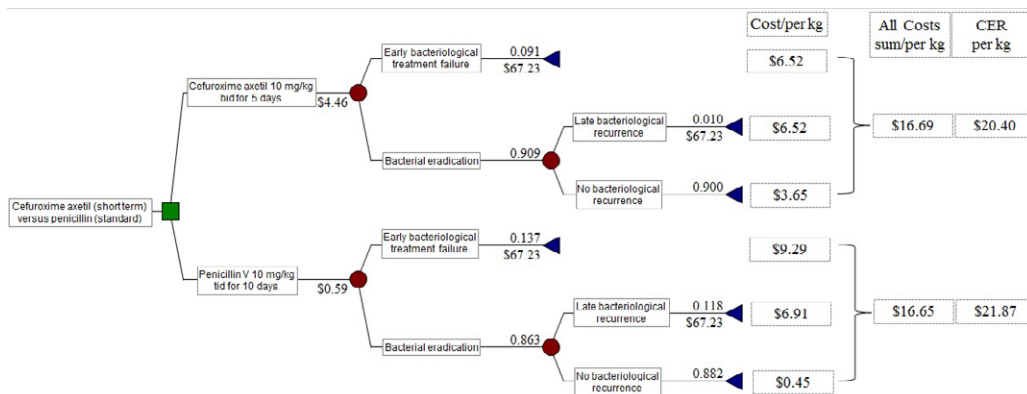 Cost/per kg
All Costs
sum/per kg
CER
per kg
Early bacteriological
treatment failure
0.091
$67.23
$6.52
Cefuroxime axetil 10 mg/kg
bid for 5 days
$4.46
Late bacteriological
recurrence
0.010
$67.23
$6.52
$16.69
$20.40
Bacterial eradication
0.909
No bacteriological
recurrence
0.900
$3.65
Cefuroxime axetil (short term)
versus penicillin (standard)
Early bacteriological
treatment failure
0.137
$67.23
$9.29
Penicillin V 10 mg/kg
tid for 10 days
$0.59
Late bacteriological
recurrence
0.118
$67.23
$6.91
$16.65
$21.87
Bacterial eradication
0.863
No bacteriological
recurrence
0.882
$0.45